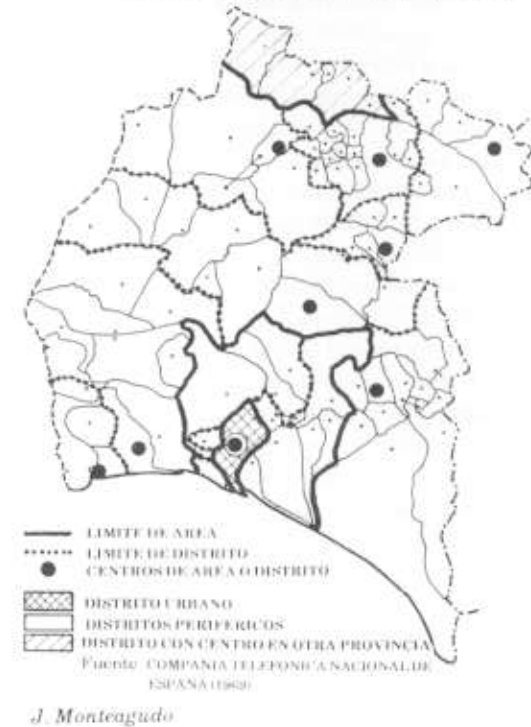 LIMITE DE AREA
LIMITE DE DISTRITO
CENTROS DE AREA O DISTRITO
DISTRITO URBANO
DISTRITOS PERIFERICOS
DISTRITO CON CENTRO EN OTRA PROVINCIA
Fuente COMPAÑIA TELEFONICA NACIONAL DE
ESPAÑA (1969)
J. Monteagudo